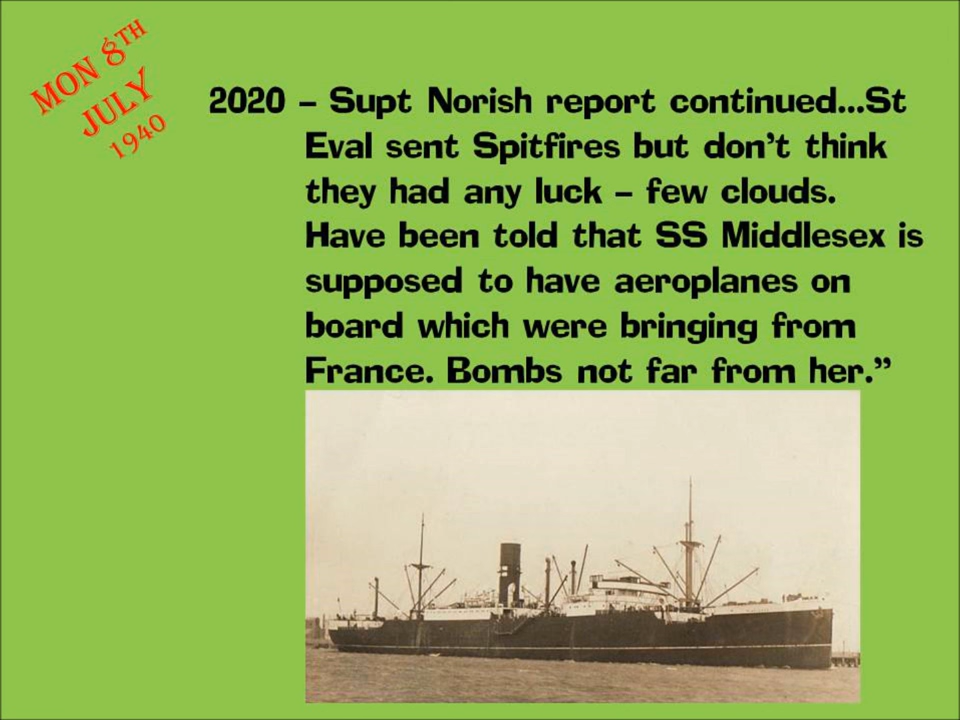 MON 8TH
JULY
1940
2020 – Supt Norish report continued...St
Eval sent Spitfires but don't think
they had any luck – few clouds.
Have been told that SS Middlesex is
supposed to have aeroplanes on
board which were bringing from
France. Bombs not far from her.”